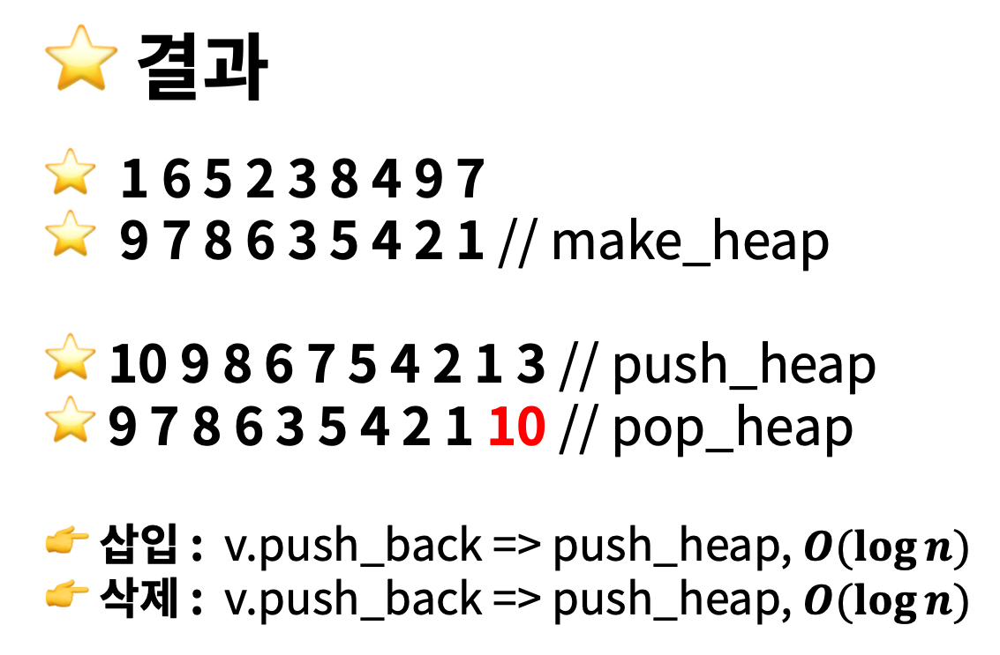 ⭐ 결과
⭐ 1 6 5 2 3 8 4 9 7
⭐ 9 7 8 6 3 5 4 2 1 // make_heap
⭐ 10 9 8 6 7 5 4 2 1 3 // push_heap
⭐ 9 7 8 6 3 5 4 2 1 10 // pop_heap
👉 삽입 : v.push_back => push_heap, O(log n)
👉 삭제 : v.push_back => push_heap, O(log n)